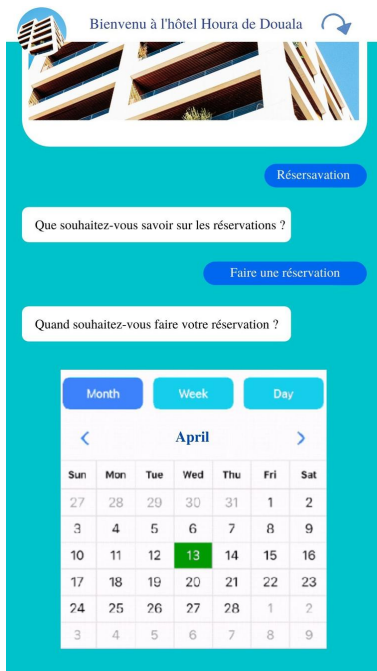 Bienvenu à l'hôtel Houra de Douala
Résersavation
Que souhaitez-vous savoir sur les réservations ?
Faire une réservation
Quand souhaitez-vous faire votre réservation ?
Month Week Day
April
Sun Mon Tue Wed Thu Fri Sat
27 28 29 30 31 1 2
3 4 5 6 7 8 9
10 11 12 13 14 15 16
17 18 19 20 21 22 23
24 25 26 27 28 1 2
3 4 5 6 7 8 9